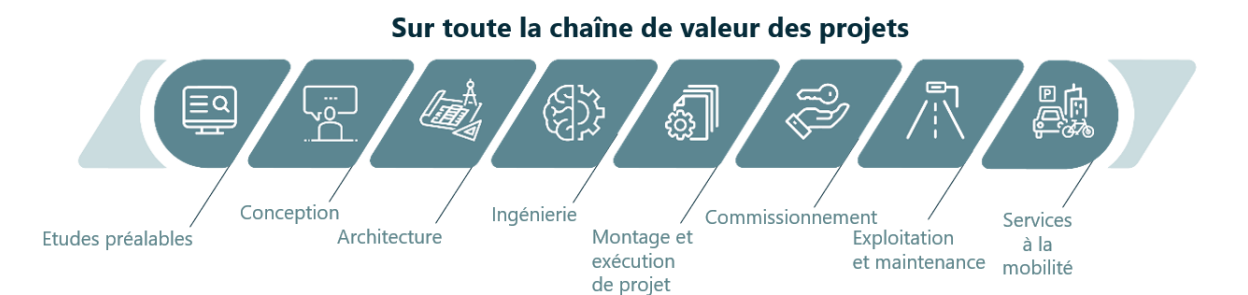 Sur toute la chaîne de valeur des projets
P
Etudes préalables
Conception
Architecture
Ingénierie
Montage et
exécution
de projet
Commissionnement
Exploitation
et maintenance
Services
à la
mobilité